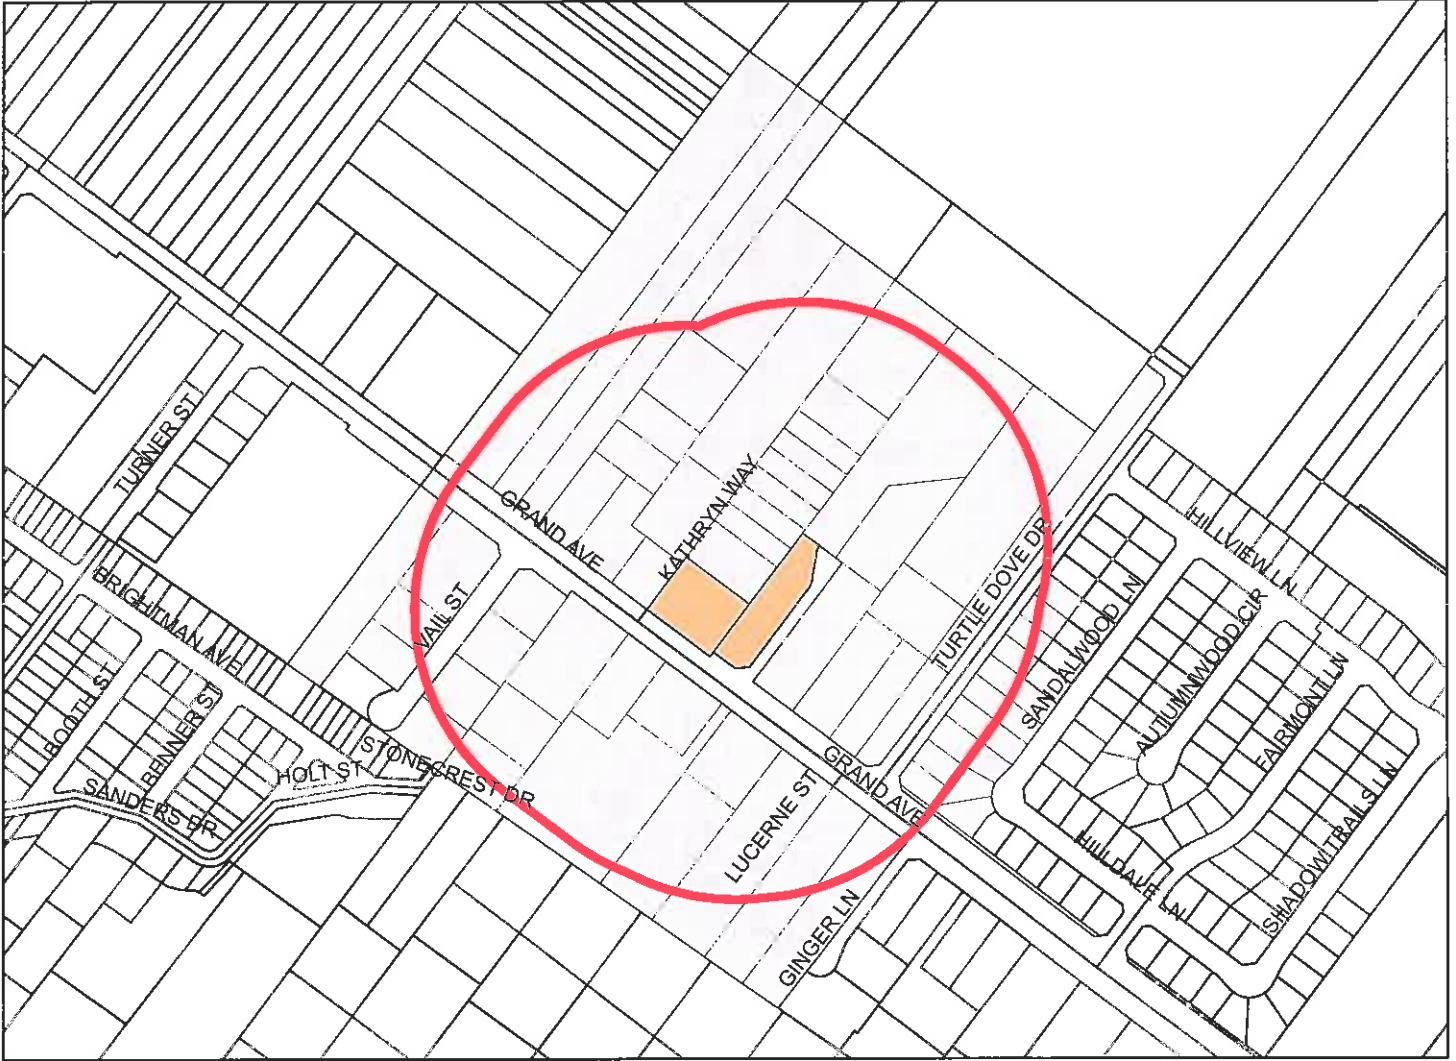 TURNER ST
GRAND AVE
KATHRYN WAY
HILLVIEW LN
TURTLE DOVE DR
SANDALWOOD LN
AUTUMNWOOD CIR
FAIRMONT LN
BRIGHTMAN AVE
VAIL ST
BOOTH ST
BENNER ST
HOLT ST
STONECREST DR
SANDERS DR
GRAND AVE
LUCERNE ST
GINGER LN
HILLDALE LN
SHADOW TRAILS LN